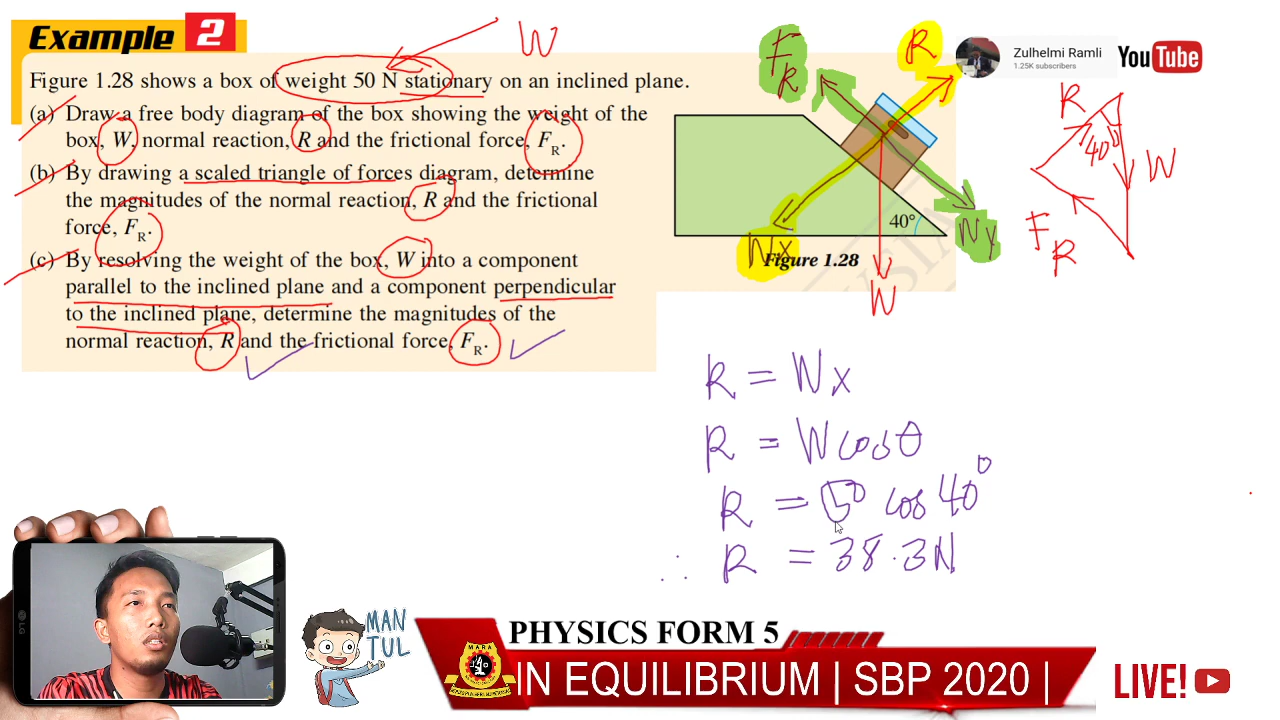 Example 2
W
Figure 1.28 shows a box of weight 50 N stationary on an inclined plane.
(a) Draw a free body diagram of the box showing the weight of the
box, W, normal reaction, R and the frictional force, FR.
(b) By drawing a scaled triangle of forces diagram, determine
the magnitudes of the normal reaction, R and the frictional
force, FR.
(c) By resolving the weight of the box, W into a component
parallel to the inclined plane and a component perpendicular
to the inclined plane, determine the magnitudes of the
normal reaction, R and the frictional force, FR.
FR
R
40°
Wx
Wy
Figure 1.28
W
Zulhelmi Ramli
1.25K subscribers
YouTube
R
40°
W
FR
R = Wx
R = W cos θ
R = 50 cos 40°
∴ R = 38.3N
LG
MAN
TUL
PHYSICS FORM 5
MARA
IN EQUILIBRIUM | SBP 2020 |
LIVE!